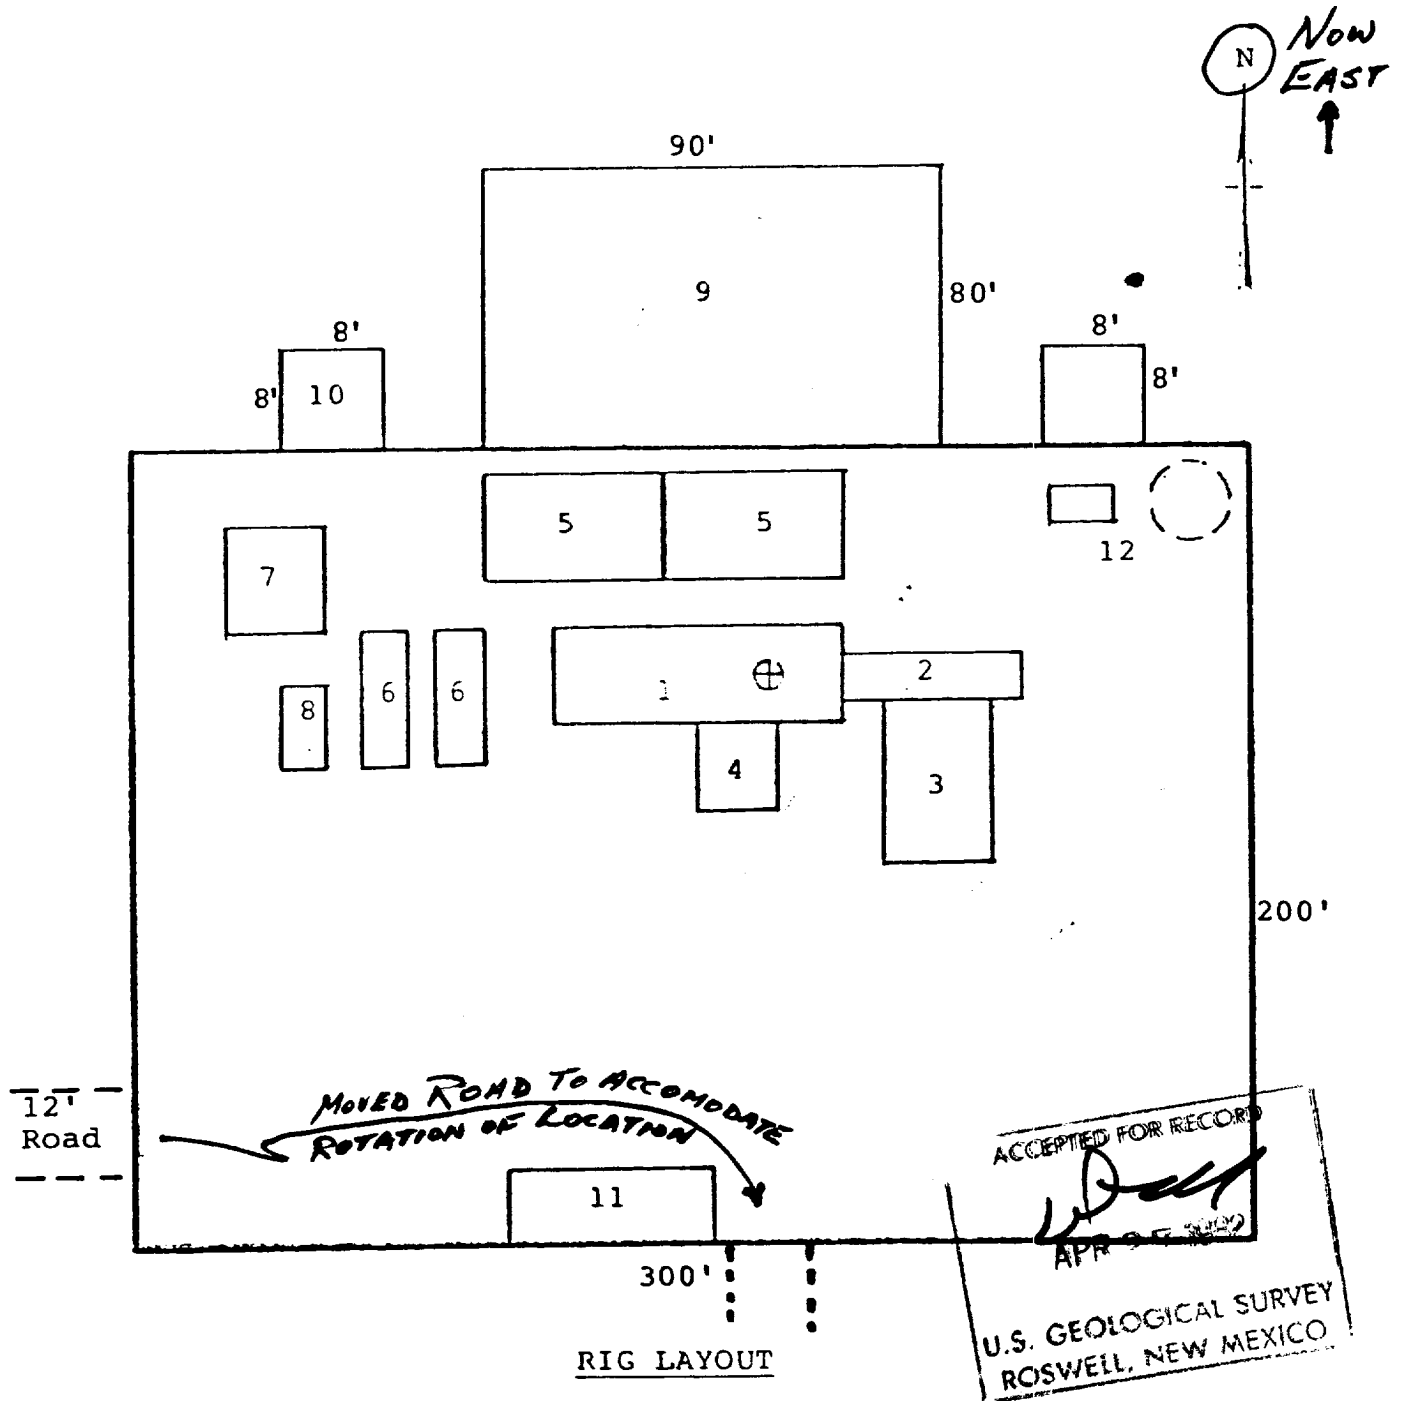 N
NOW
EAST
90'
9
80'
8'
8'
10
8'
8'
5
5
12
7
6
6
8
1
2
4
3
200'
12'
Road
MOVED ROAD TO ACCOMODATE
ROTATION OF LOCATION
11
300'
RIG LAYOUT
ACCEPTED FOR RECORD
APR
U.S. GEOLOGICAL SURVEY
ROSWELL, NEW MEXICO